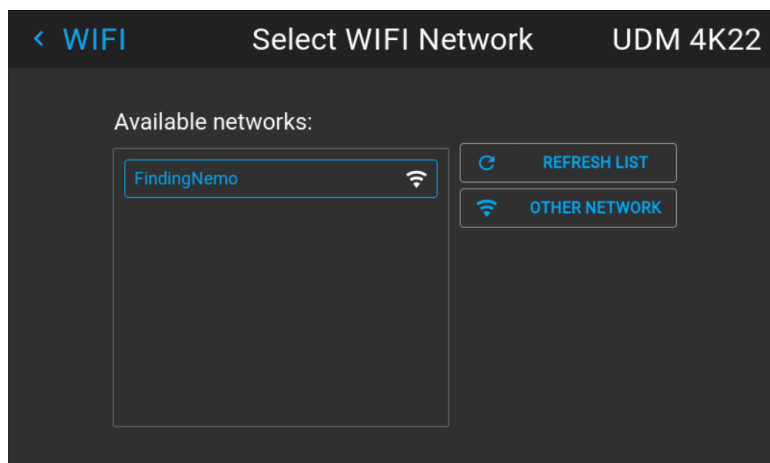 WIFI Select WIFI Network UDM 4K22
Available networks:
FindingNemo
REFRESH LIST
OTHER NETWORK